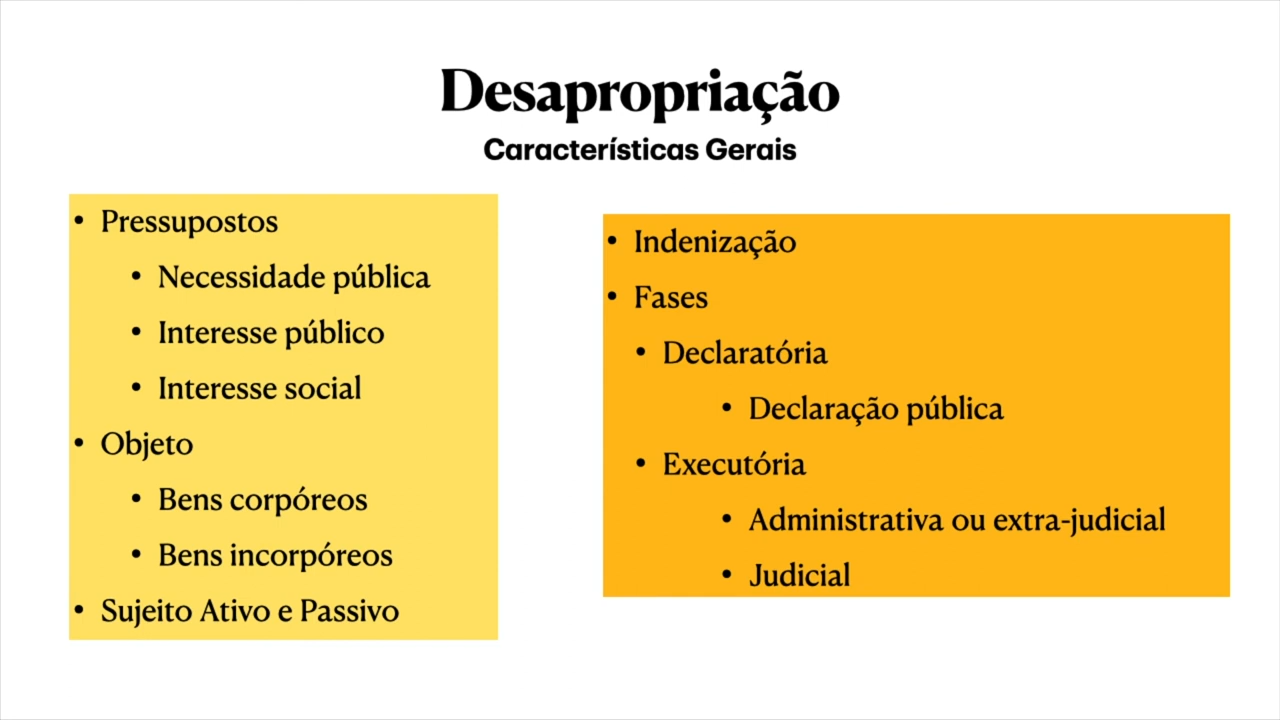 Desapropriação
Características Gerais
• Pressupostos
• Necessidade pública
• Interesse público
• Interesse social
• Objeto
• Bens corpóreos
• Bens incorpóreos
• Sujeito Ativo e Passivo
• Indenização
• Fases
• Declaratória
• Declaração pública
• Executória
• Administrativa ou extra-judicial
• Judicial